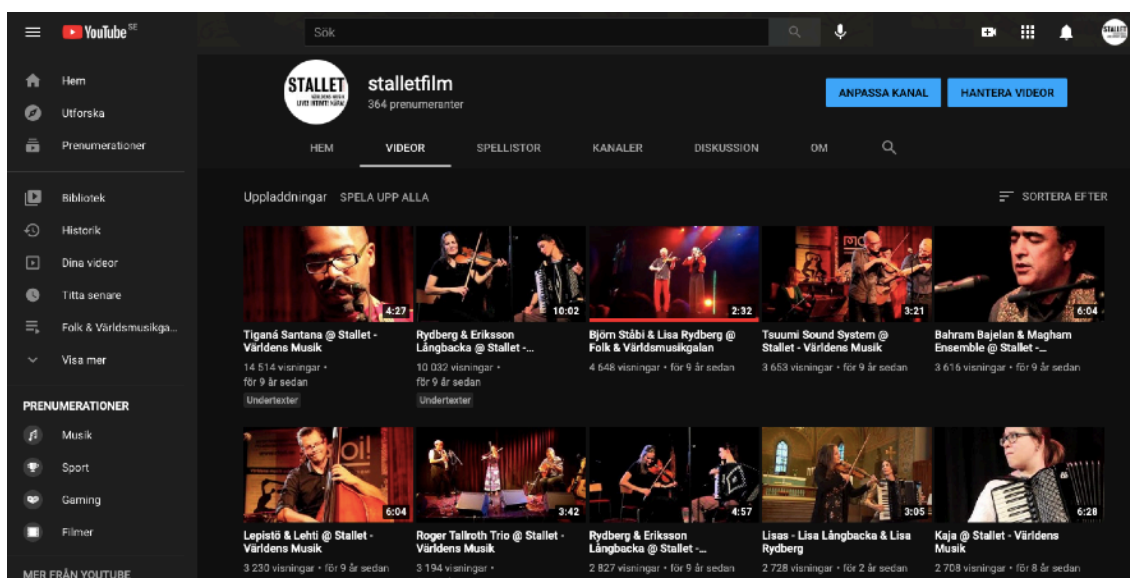 YouTube SE
Sök
Hem
Utforska
Prenumerationer
Bibliotek
Historik
Dina videor
Titta senare
Folk & Världsmusikga...
Visa mer
PRENUMERATIONER
Musik
Sport
Gaming
Filmer
MER FRÅN YOUTUBE
STALLET
stalletfilm
364 prenumeranter
ANPASSA KANAL
HANTERA VIDEOR
HEM VIDEOR SPELLISTOR KANALER DISKUSSION OM
Uppladdningar SPELA UPP ALLA
SORTERA EFTER
4:27
Tiganá Santana @ Stallet -
Världens Musik
14 514 visningar •
för 9 år sedan
Undertexter
10:02
Rydberg & Eriksson
Långbacka @ Stallet -...
10 032 visningar •
för 9 år sedan
Undertexter
2:32
Björn Ståbi & Lisa Rydberg @
Folk & Världsmusikgalan
4 648 visningar • för 9 år sedan
3:21
Tsuumi Sound System @
Stallet - Världens Musik
3 653 visningar • för 9 år sedan
6:04
Bahram Bajelan & Magham
Ensemble @ Stallet -...
3 616 visningar • för 9 år sedan
6:04
Lepistö & Lehti @ Stallet -
Världens Musik
3 230 visningar • för 9 år sedan
3:42
Roger Tallroth Trio @ Stallet -
Världens Musik
3 194 visningar •
4:57
Rydberg & Eriksson
Långbacka @ Stallet -...
2 827 visningar • för 9 år sedan
3:05
Lisas - Lisa Långbacka & Lisa
Rydberg
2 728 visningar • för 2 år sedan
6:28
Kaja @ Stallet - Världens
Musik
2 708 visningar • för 8 år sedan